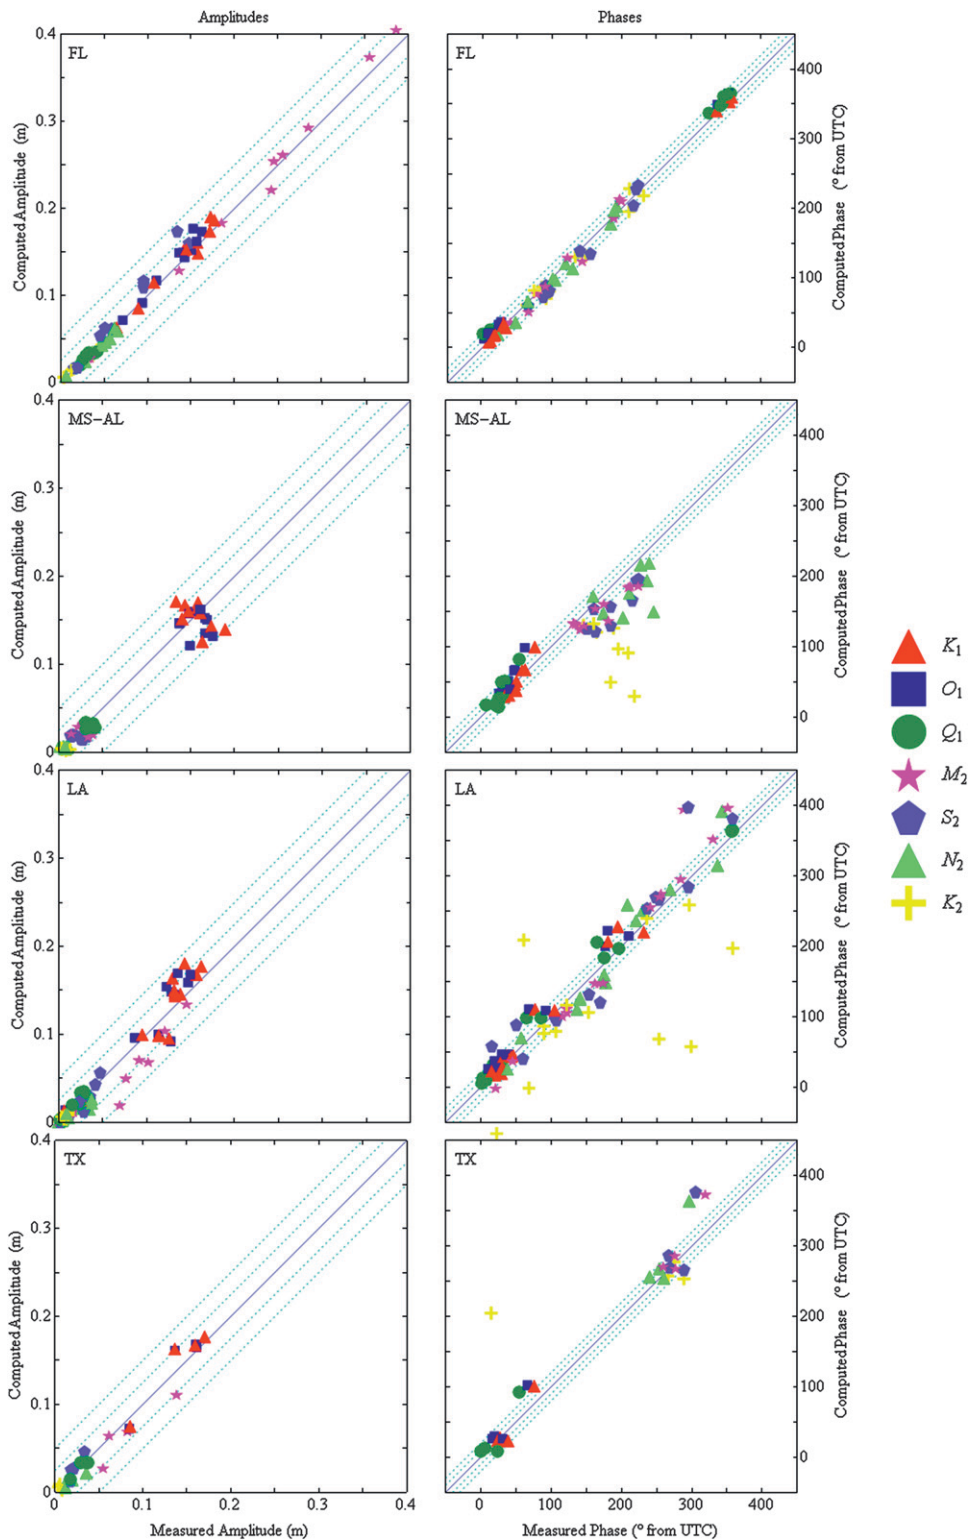 Amplitudes
Phases
FL
0.4
0.3
0.2
0.1
0
Computed Amplitude (m)
FL
400
300
200
100
0
Computed Phase (° from UTC)
MS-AL
0.4
0.3
0.2
0.1
0
Computed Amplitude (m)
MS-AL
400
300
200
100
0
Computed Phase (° from UTC)
K1
O1
Q1
M2
S2
N2
K2
LA
0.4
0.3
0.2
0.1
0
Computed Amplitude (m)
LA
400
300
200
100
0
Computed Phase (° from UTC)
TX
0.4
0.3
0.2
0.1
0
Computed Amplitude (m)
0 0.1 0.2 0.3 0.4
Measured Amplitude (m)
TX
400
300
200
100
0
Computed Phase (° from UTC)
0 100 200 300 400
Measured Phase (° from UTC)